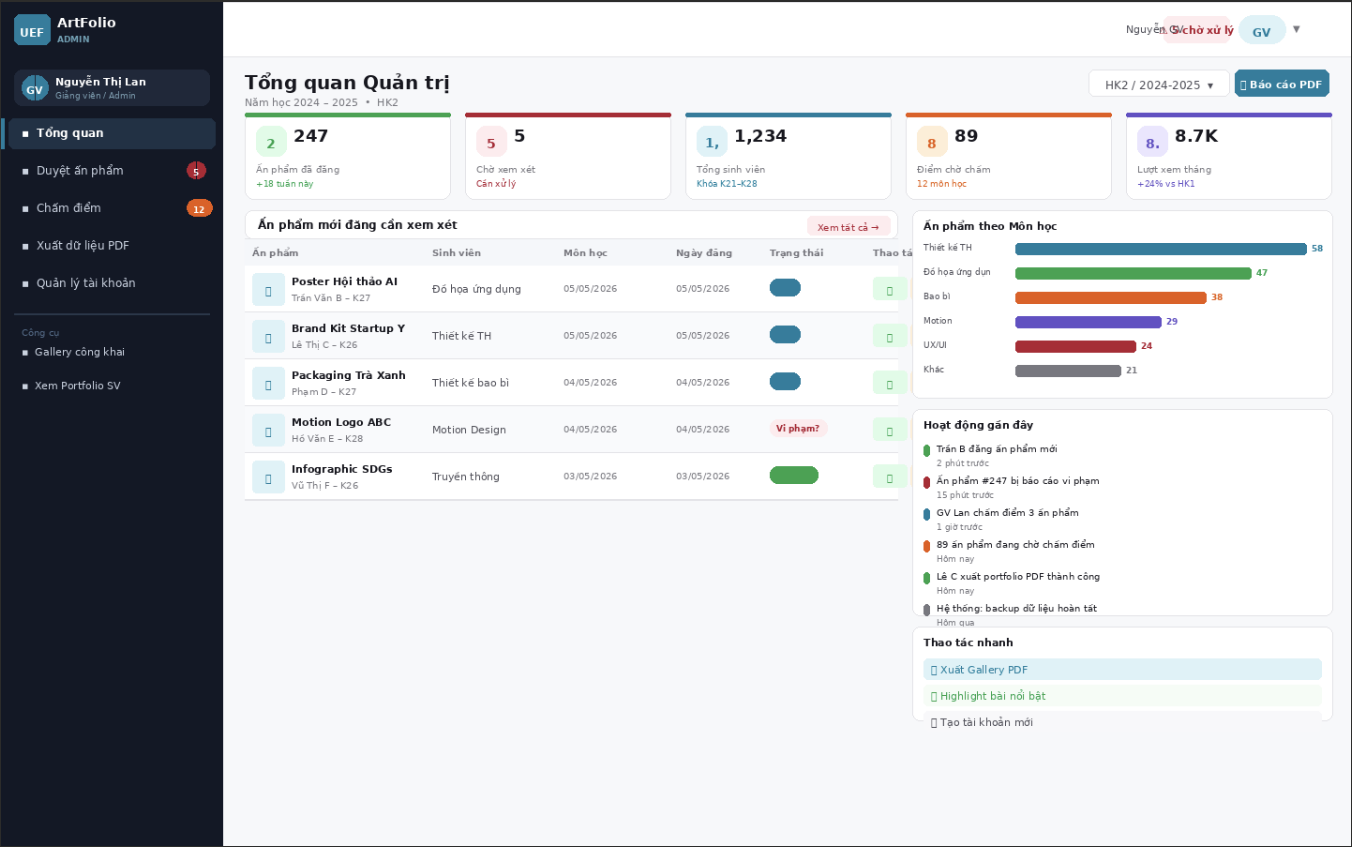 UEF
ArtFolio
ADMIN
GV
Nguyễn Thị Lan
Giảng viên / Admin
Tổng quan
Duyệt ấn phẩm
5
Chấm điểm
12
Xuất dữ liệu PDF
Quản lý tài khoản
Công cụ
Gallery công khai
Xem Portfolio SV
Nguyễn GV
5 chờ xử lý
GV ▼
Tổng quan Quản trị
Năm học 2024 – 2025 • HK2
HK2 / 2024-2025 ▾
Báo cáo PDF
2
247
Ấn phẩm đã đăng
+18 tuần này
5
5
Chờ xem xét
Cần xử lý
1,
1,234
Tổng sinh viên
Khóa K21–K28
8
89
Điểm chờ chấm
12 môn học
8.
8.7K
Lượt xem tháng
+24% vs HK1
Ấn phẩm mới đăng cần xem xét
Xem tất cả →
Ấn phẩm Sinh viên Môn học Ngày đăng Trạng thái Thao tá
Poster Hội thảo AI
Trần Văn B – K27
Đồ họa ứng dụng
05/05/2026
05/05/2026
Brand Kit Startup Y
Lê Thị C – K26
Thiết kế TH
05/05/2026
05/05/2026
Packaging Trà Xanh
Phạm D – K27
Thiết kế bao bì
04/05/2026
04/05/2026
Motion Logo ABC
Hồ Văn E – K28
Motion Design
04/05/2026
04/05/2026
Vi phạm?
Infographic SDGs
Vũ Thị F – K26
Truyền thông
03/05/2026
03/05/2026
Ấn phẩm theo Môn học
Thiết kế TH 58
Đồ họa ứng dụn 47
Bao bì 38
Motion 29
UX/UI 24
Khác 21
Hoạt động gần đây
Trần B đăng ấn phẩm mới
2 phút trước
Ấn phẩm #247 bị báo cáo vi phạm
15 phút trước
GV Lan chấm điểm 3 ấn phẩm
1 giờ trước
89 ấn phẩm đang chờ chấm điểm
Hôm nay
Lê C xuất portfolio PDF thành công
Hôm nay
Hệ thống: backup dữ liệu hoàn tất
Hôm qua
Thao tác nhanh
Xuất Gallery PDF
Highlight bài nổi bật
Tạo tài khoản mới